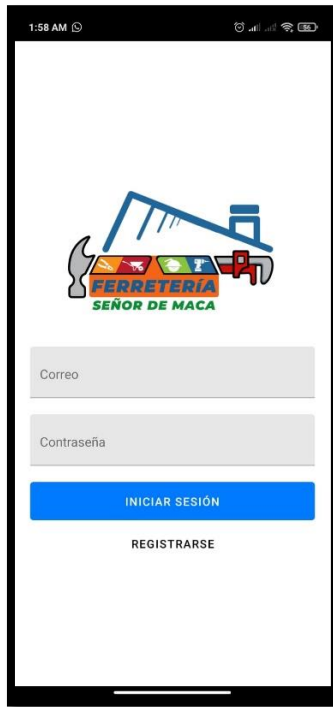 1:58 AM
56
FERRETERÍA
SEÑOR DE MACA
Correo
Contraseña
INICIAR SESIÓN
REGISTRARSE